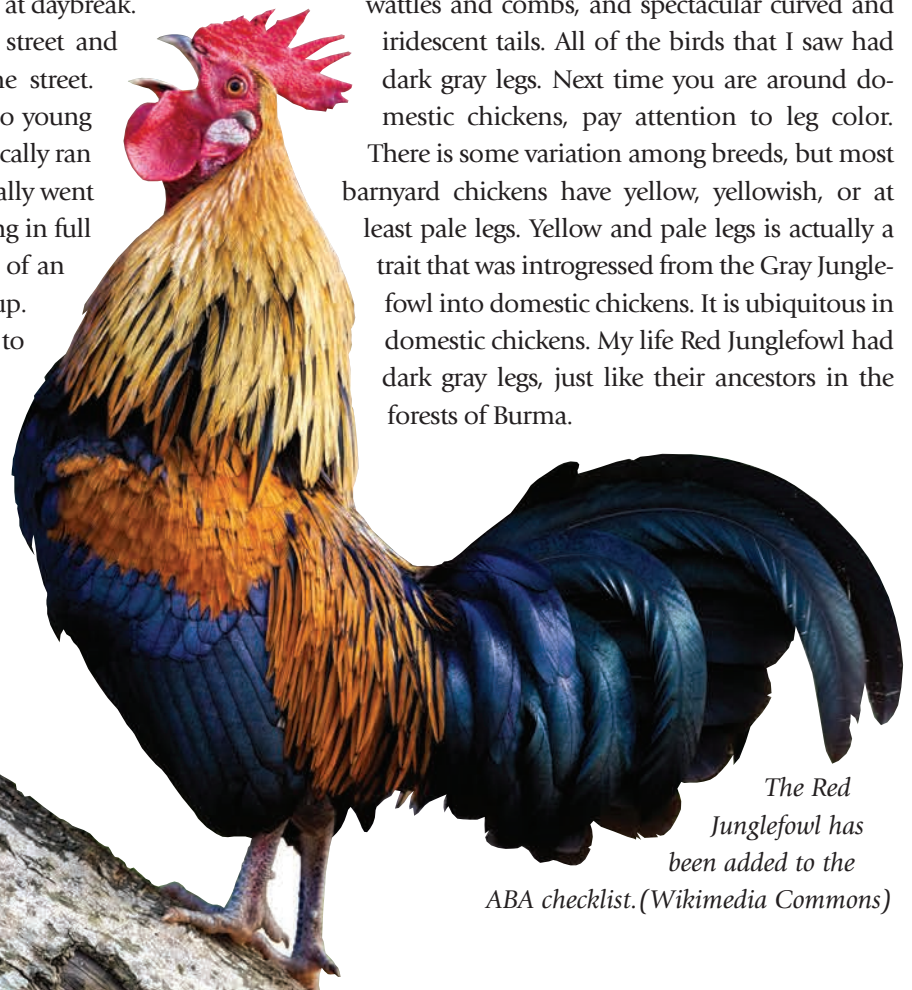 at daybreak.
street and
street.
young
ran
went
in full
of an
up.
to
wattles and combs, and spectacular curved and
iridescent tails. All of the birds that I saw had
dark gray legs. Next time you are around do-
mestic chickens, pay attention to leg color.
There is some variation among breeds, but most
barnyard chickens have yellow, yellowish, or at
least pale legs. Yellow and pale legs is actually a
trait that was introgressed from the Gray Jungle-
fowl into domestic chickens. It is ubiquitous in
domestic chickens. My life Red Junglefowl had
dark gray legs, just like their ancestors in the
forests of Burma.
The Red
Junglefowl has
been added to the
ABA checklist.(Wikimedia Commons)